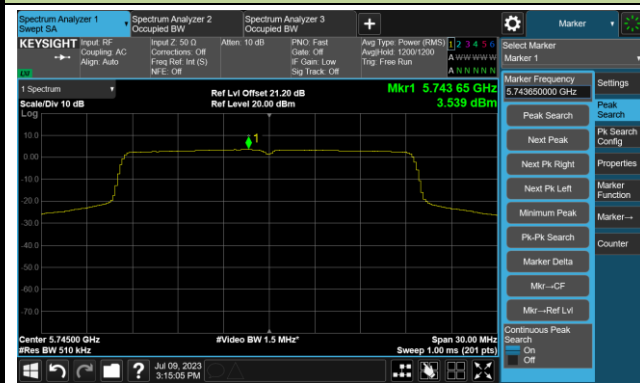 Spectrum Analyzer 1
Swept SA
Spectrum Analyzer 2
Occupied BW
Spectrum Analyzer 3
Occupied BW
+
Marker
KEYSIGHT
Input: RF
Coupling: AC
Align: Auto
Input Z: 50 Ω
Corrections: Off
Freq Ref: Int (S)
NFE: Off
Atten: 10 dB
PNO: Fast
Gate: Off
IF Gain: Low
Sig Track: Off
Avg Type: Power (RMS)
Avg|Hold: 1200/1200
Trig: Free Run
1 2 3 4 5 6
A W W W W W
A N N N N N
Select Marker
Marker 1
1 Spectrum
Scale/Div 10 dB
Log
Ref Lvl Offset 21.20 dB
Ref Level 20.00 dBm
Mkr1 5.743 65 GHz
3.539 dBm
10.0
0.00
-10.0
-20.0
-30.0
-40.0
-50.0
-60.0
-70.0
1
Center 5.74500 GHz
#Res BW 510 kHz
#Video BW 1.5 MHz*
Span 30.00 MHz
Sweep 1.00 ms (201 pts)
Marker Frequency
5.743650000 GHz
Peak Search
Next Peak
Next Pk Right
Next Pk Left
Minimum Peak
Pk-Pk Search
Marker Delta
Mkr→CF
Mkr→Ref Lvl
Continuous Peak
Search
On
Off
Settings
Peak
Search
Pk Search
Config
Properties
Marker
Function
Marker→
Counter
?
Jul 09, 2023
3:15:05 PM